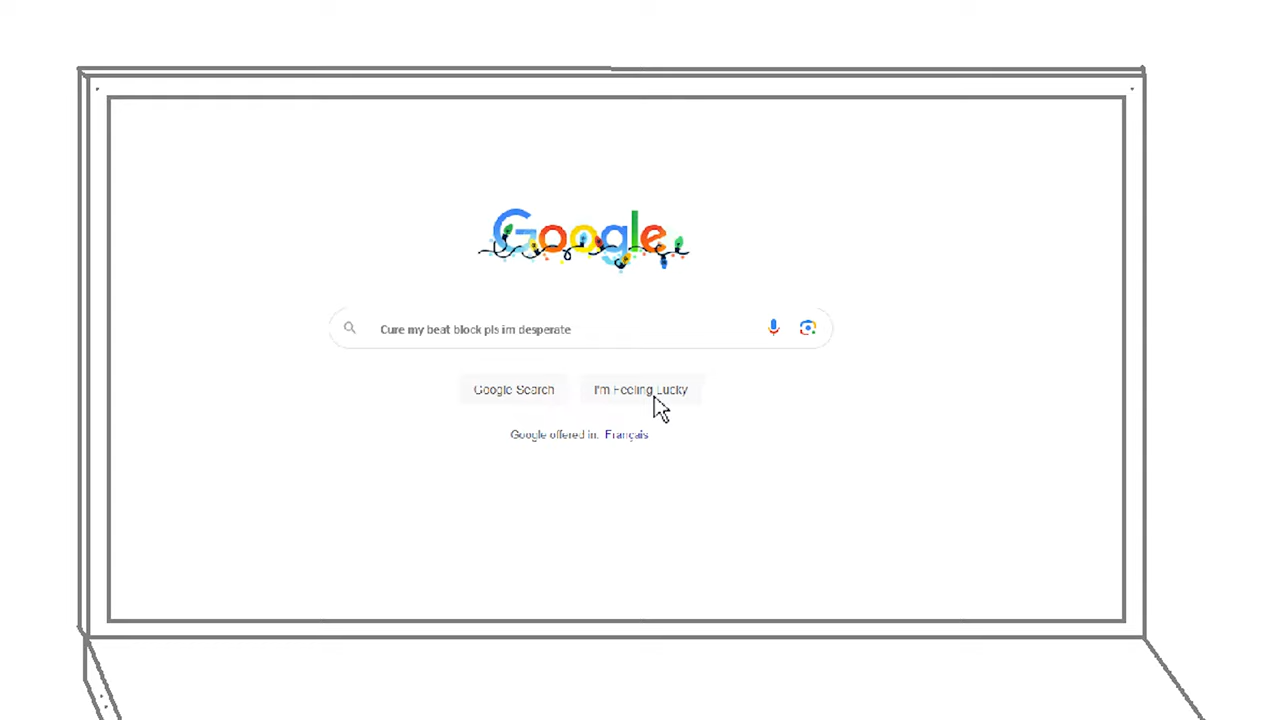 Google
Cure my beat block pls im desperate
Google Search
I'm Feeling Lucky
Google offered in: Français